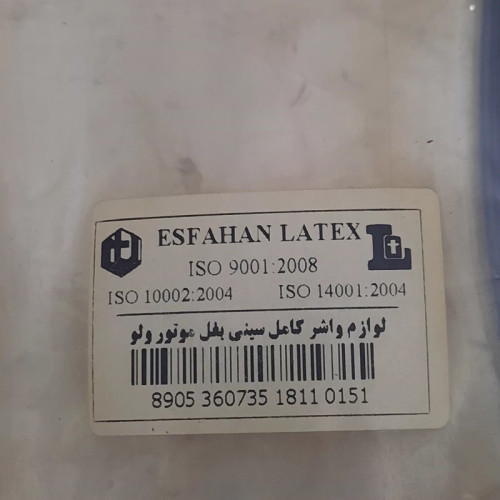 ESFAHAN LATEX
ISO 9001:2008
ISO 10002:2004 ISO 14001:2004
لوازم واشر کامل سینی بغل موتور ولو
8905 360735 1811 0151